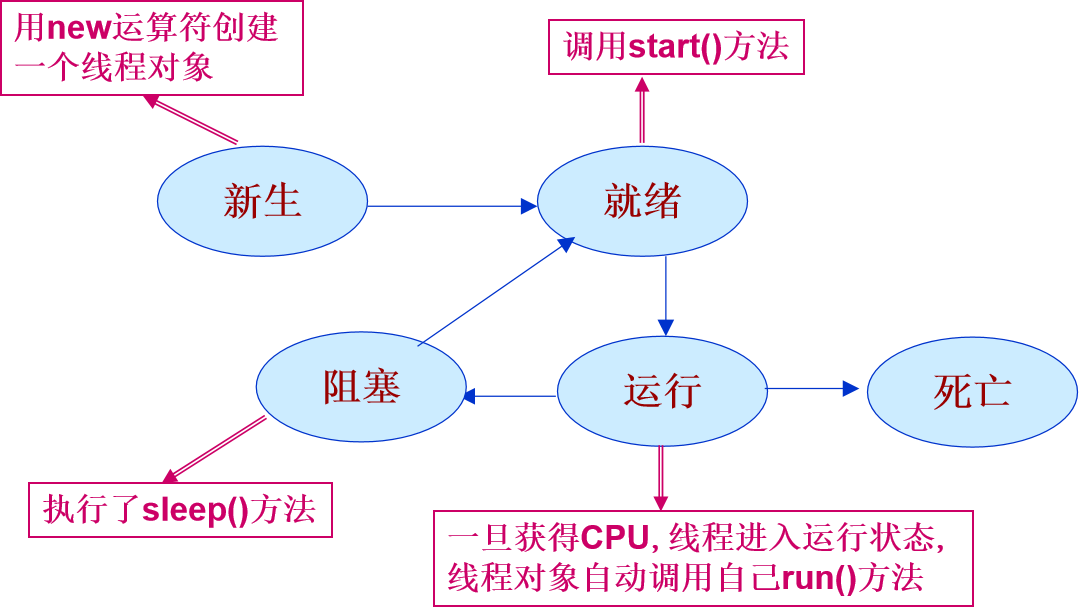 用new运算符创建
一个线程对象
调用start()方法
新生
就绪
阻塞
运行
死亡
执行了sleep()方法
一旦获得CPU, 线程进入运行状态,
线程对象自动调用自己run()方法